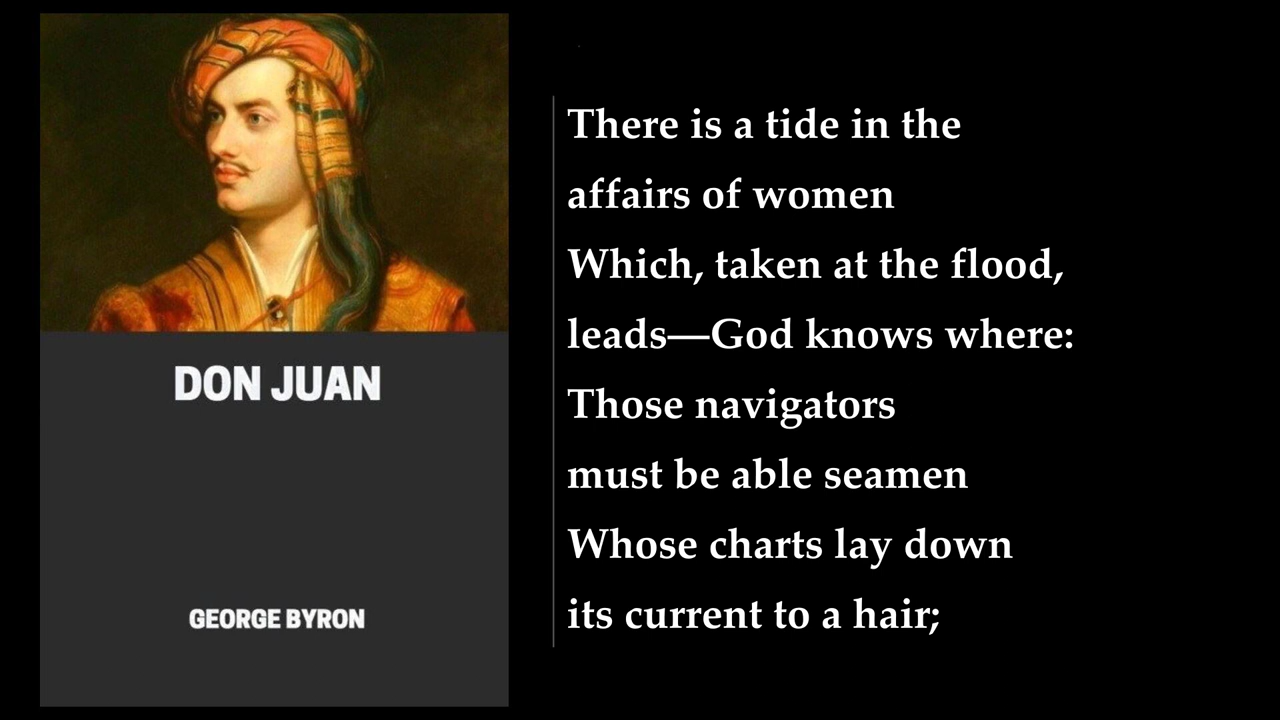 DON JUAN
GEORGE BYRON
There is a tide in the
affairs of women
Which, taken at the flood,
leads—God knows where:
Those navigators
must be able seamen
Whose charts lay down
its current to a hair;